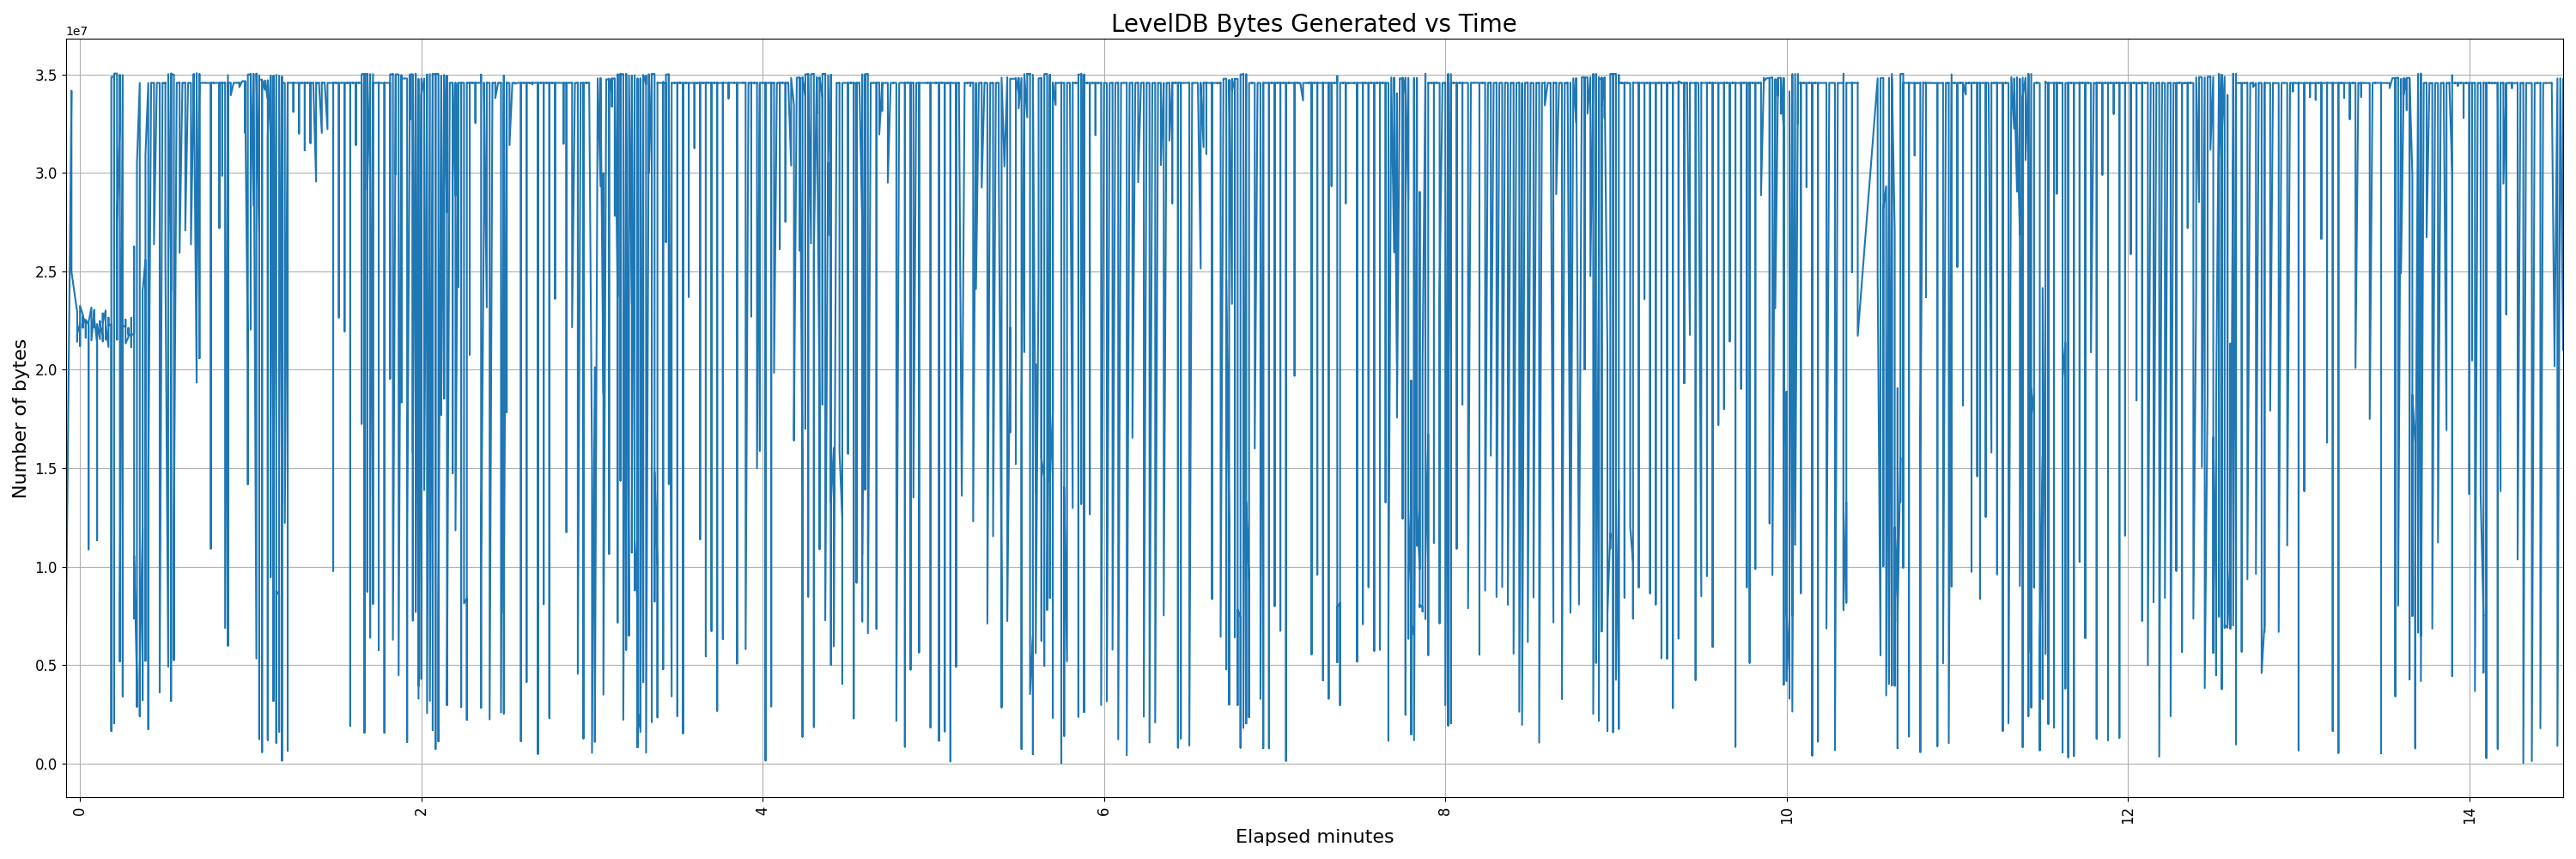 LevelDB Bytes Generated vs Time
1e7
3.5
3.0
2.5
2.0
1.5
1.0
0.5
0.0
Number of bytes
0 2 4 6 8 10 12 14
Elapsed minutes